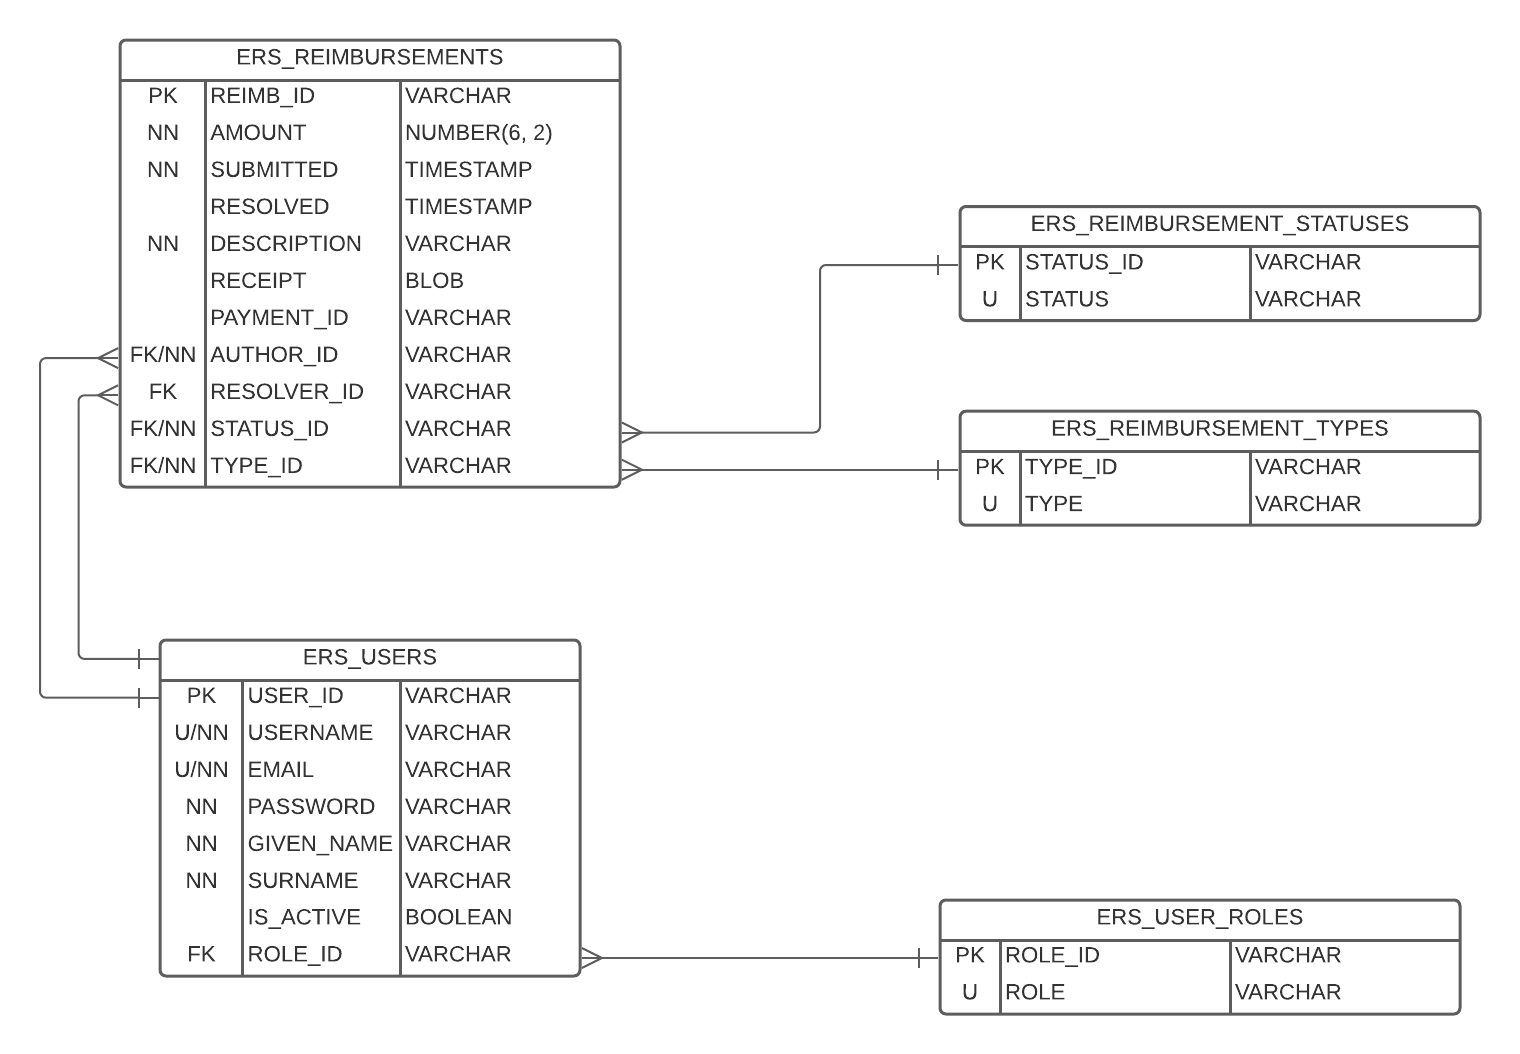 ERS_REIMBURSEMENTS
PK REIMB_ID VARCHAR
NN AMOUNT NUMBER(6, 2)
NN SUBMITTED TIMESTAMP
RESOLVED TIMESTAMP
NN DESCRIPTION VARCHAR
RECEIPT BLOB
PAYMENT_ID VARCHAR
FK/NN AUTHOR_ID VARCHAR
FK RESOLVER_ID VARCHAR
FK/NN STATUS_ID VARCHAR
FK/NN TYPE_ID VARCHAR
ERS_REIMBURSEMENT_STATUSES
PK STATUS_ID VARCHAR
U STATUS VARCHAR
ERS_REIMBURSEMENT_TYPES
PK TYPE_ID VARCHAR
U TYPE VARCHAR
ERS_USERS
PK USER_ID VARCHAR
U/NN USERNAME VARCHAR
U/NN EMAIL VARCHAR
NN PASSWORD VARCHAR
NN GIVEN_NAME VARCHAR
NN SURNAME VARCHAR
IS_ACTIVE BOOLEAN
FK ROLE_ID VARCHAR
ERS_USER_ROLES
PK ROLE_ID VARCHAR
U ROLE VARCHAR